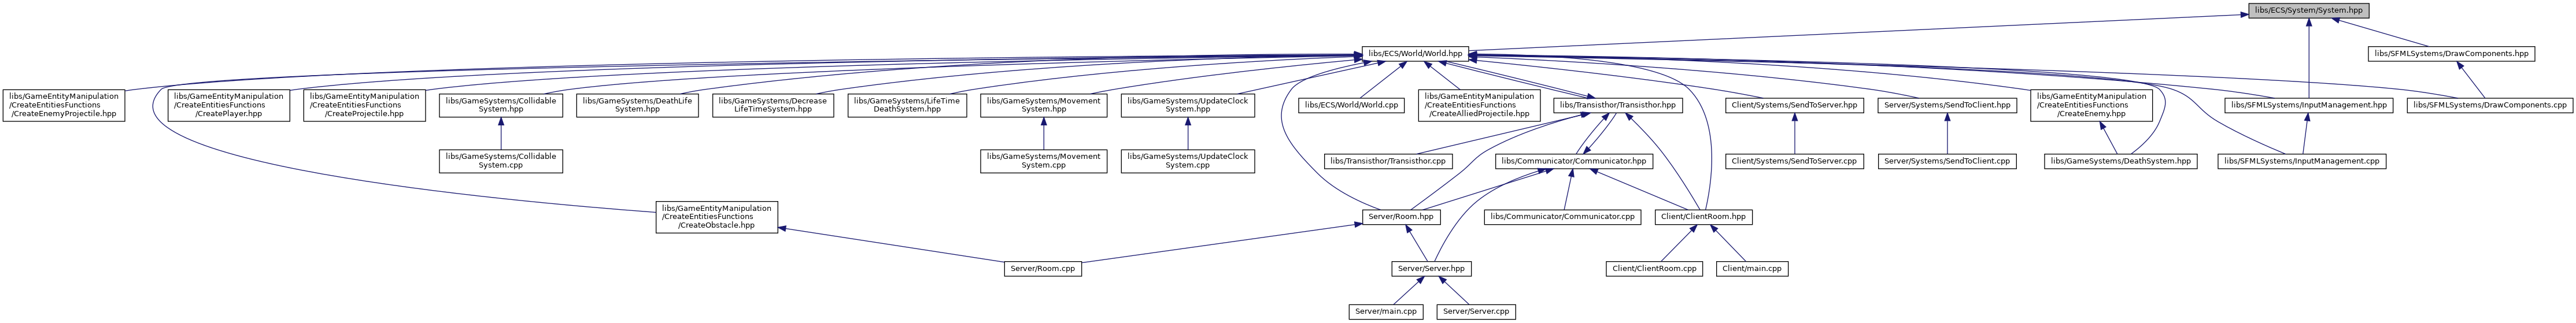 libs/ECS/System/System.hpp
libs/ECS/World/World.hpp
libs/SFMLSystems/DrawComponents.hpp
libs/GameEntityManipulation
/CreateEntitiesFunctions
/CreateEnemyProjectile.hpp
libs/GameEntityManipulation
/CreateEntitiesFunctions
/CreatePlayer.hpp
libs/GameEntityManipulation
/CreateEntitiesFunctions
/CreateProjectile.hpp
libs/GameSystems/Collidable
System.hpp
libs/GameSystems/DeathLife
System.hpp
libs/GameSystems/Decrease
LifeTimeSystem.hpp
libs/GameSystems/LifeTime
DeathSystem.hpp
libs/GameSystems/Movement
System.hpp
libs/GameSystems/UpdateClock
System.hpp
libs/ECS/World/World.cpp
libs/GameEntityManipulation
/CreateEntitiesFunctions
/CreateAlliedProjectile.hpp
libs/Transisthor/Transisthor.hpp
Client/Systems/SendToServer.hpp
Server/Systems/SendToClient.hpp
libs/GameEntityManipulation
/CreateEntitiesFunctions
/CreateEnemy.hpp
libs/SFMLSystems/InputManagement.hpp
libs/SFMLSystems/DrawComponents.cpp
libs/GameSystems/Collidable
System.cpp
libs/GameSystems/Movement
System.cpp
libs/GameSystems/UpdateClock
System.cpp
libs/Transisthor/Transisthor.cpp
libs/Communicator/Communicator.hpp
Client/Systems/SendToServer.cpp
Server/Systems/SendToClient.cpp
libs/GameSystems/DeathSystem.hpp
libs/SFMLSystems/InputManagement.cpp
libs/GameEntityManipulation
/CreateEntitiesFunctions
/CreateObstacle.hpp
Server/Room.hpp
libs/Communicator/Communicator.cpp
Client/ClientRoom.hpp
Server/Room.cpp
Server/Server.hpp
Client/ClientRoom.cpp
Client/main.cpp
Server/main.cpp
Server/Server.cpp